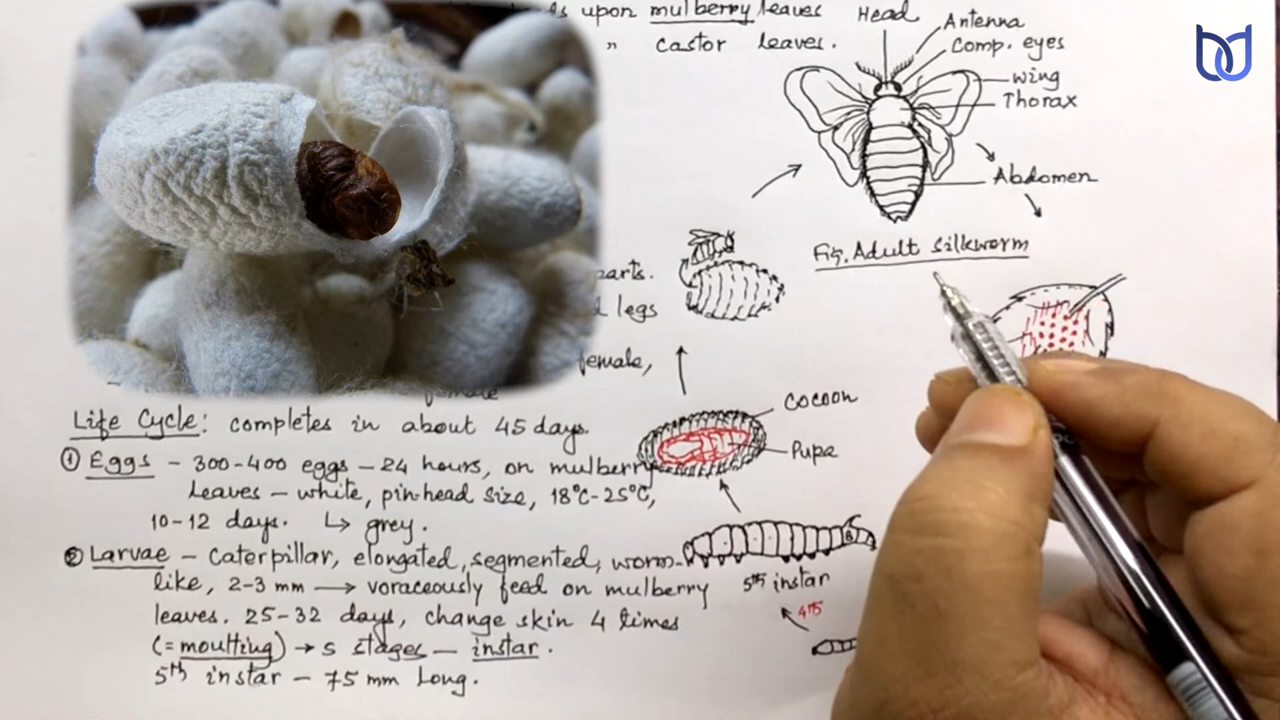 upon mulberry leaves
" castor leaves.
Head
Antenna
Comp. eyes
wing
Thorax
Abdomen
Fig. Adult silkworm
parts.
legs
female,
female
Cocoon
Pupa
Life Cycle: completes in about 45 days.
① Eggs – 300-400 eggs – 24 hours, on mulberry
leaves – white, pin-head size, 18°C-25°C,
10-12 days. ↳ grey.
② Larvae – caterpillar, elongated, segmented, worm-
like, 2-3 mm → voraceously feed on mulberry
leaves. 25-32 days, change skin 4 times
(= moulting) → 5 stages – instar.
5th instar – 75 mm long.
5th instar
4th